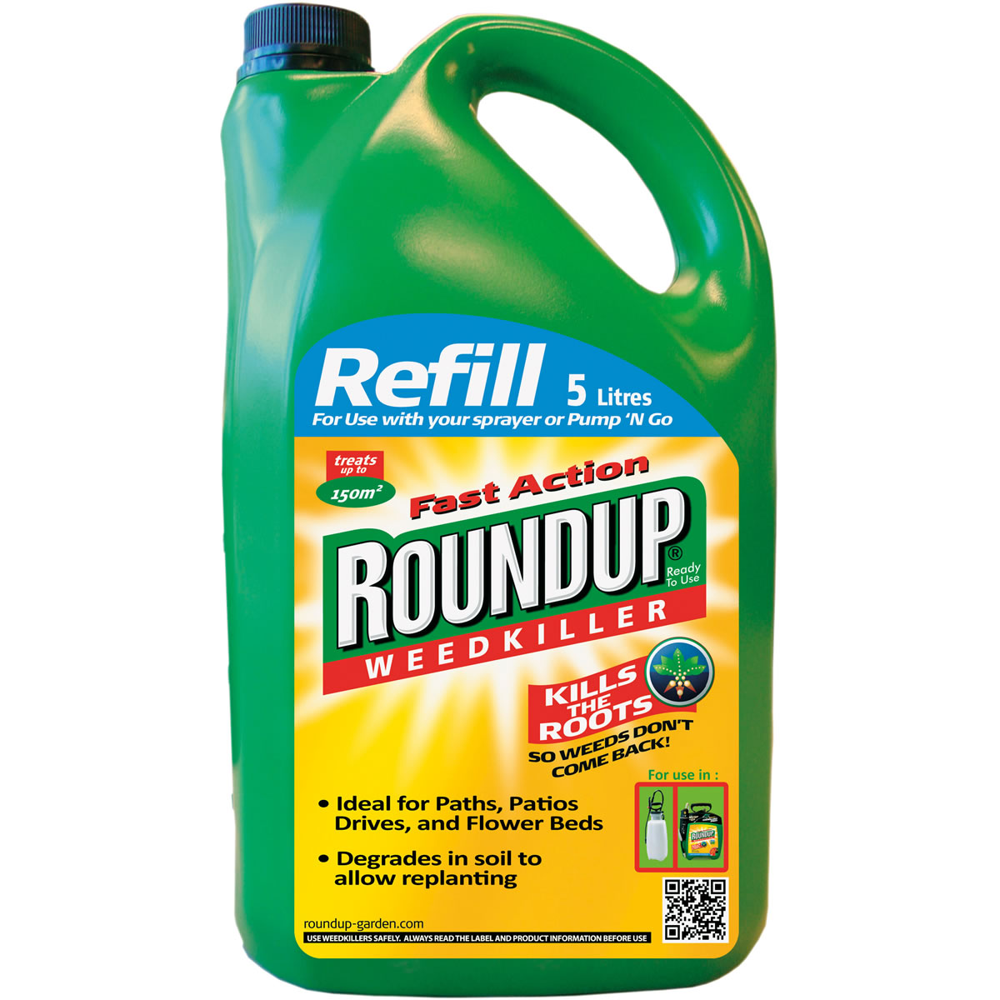 Refill 5 Litres
For Use with your sprayer or Pump 'N Go
treats
up to
150m²
Fast Action
ROUNDUP®
Ready
To Use
WEEDKILLER
KILLS
THE
ROOTS
SO WEEDS DON'T
COME BACK!
For use in :
ROUNDUP
• Ideal for Paths, Patios
Drives, and Flower Beds
• Degrades in soil to
allow replanting
roundup-garden.com
USE WEEDKILLERS SAFELY. ALWAYS READ THE LABEL AND PRODUCT INFORMATION BEFORE USE